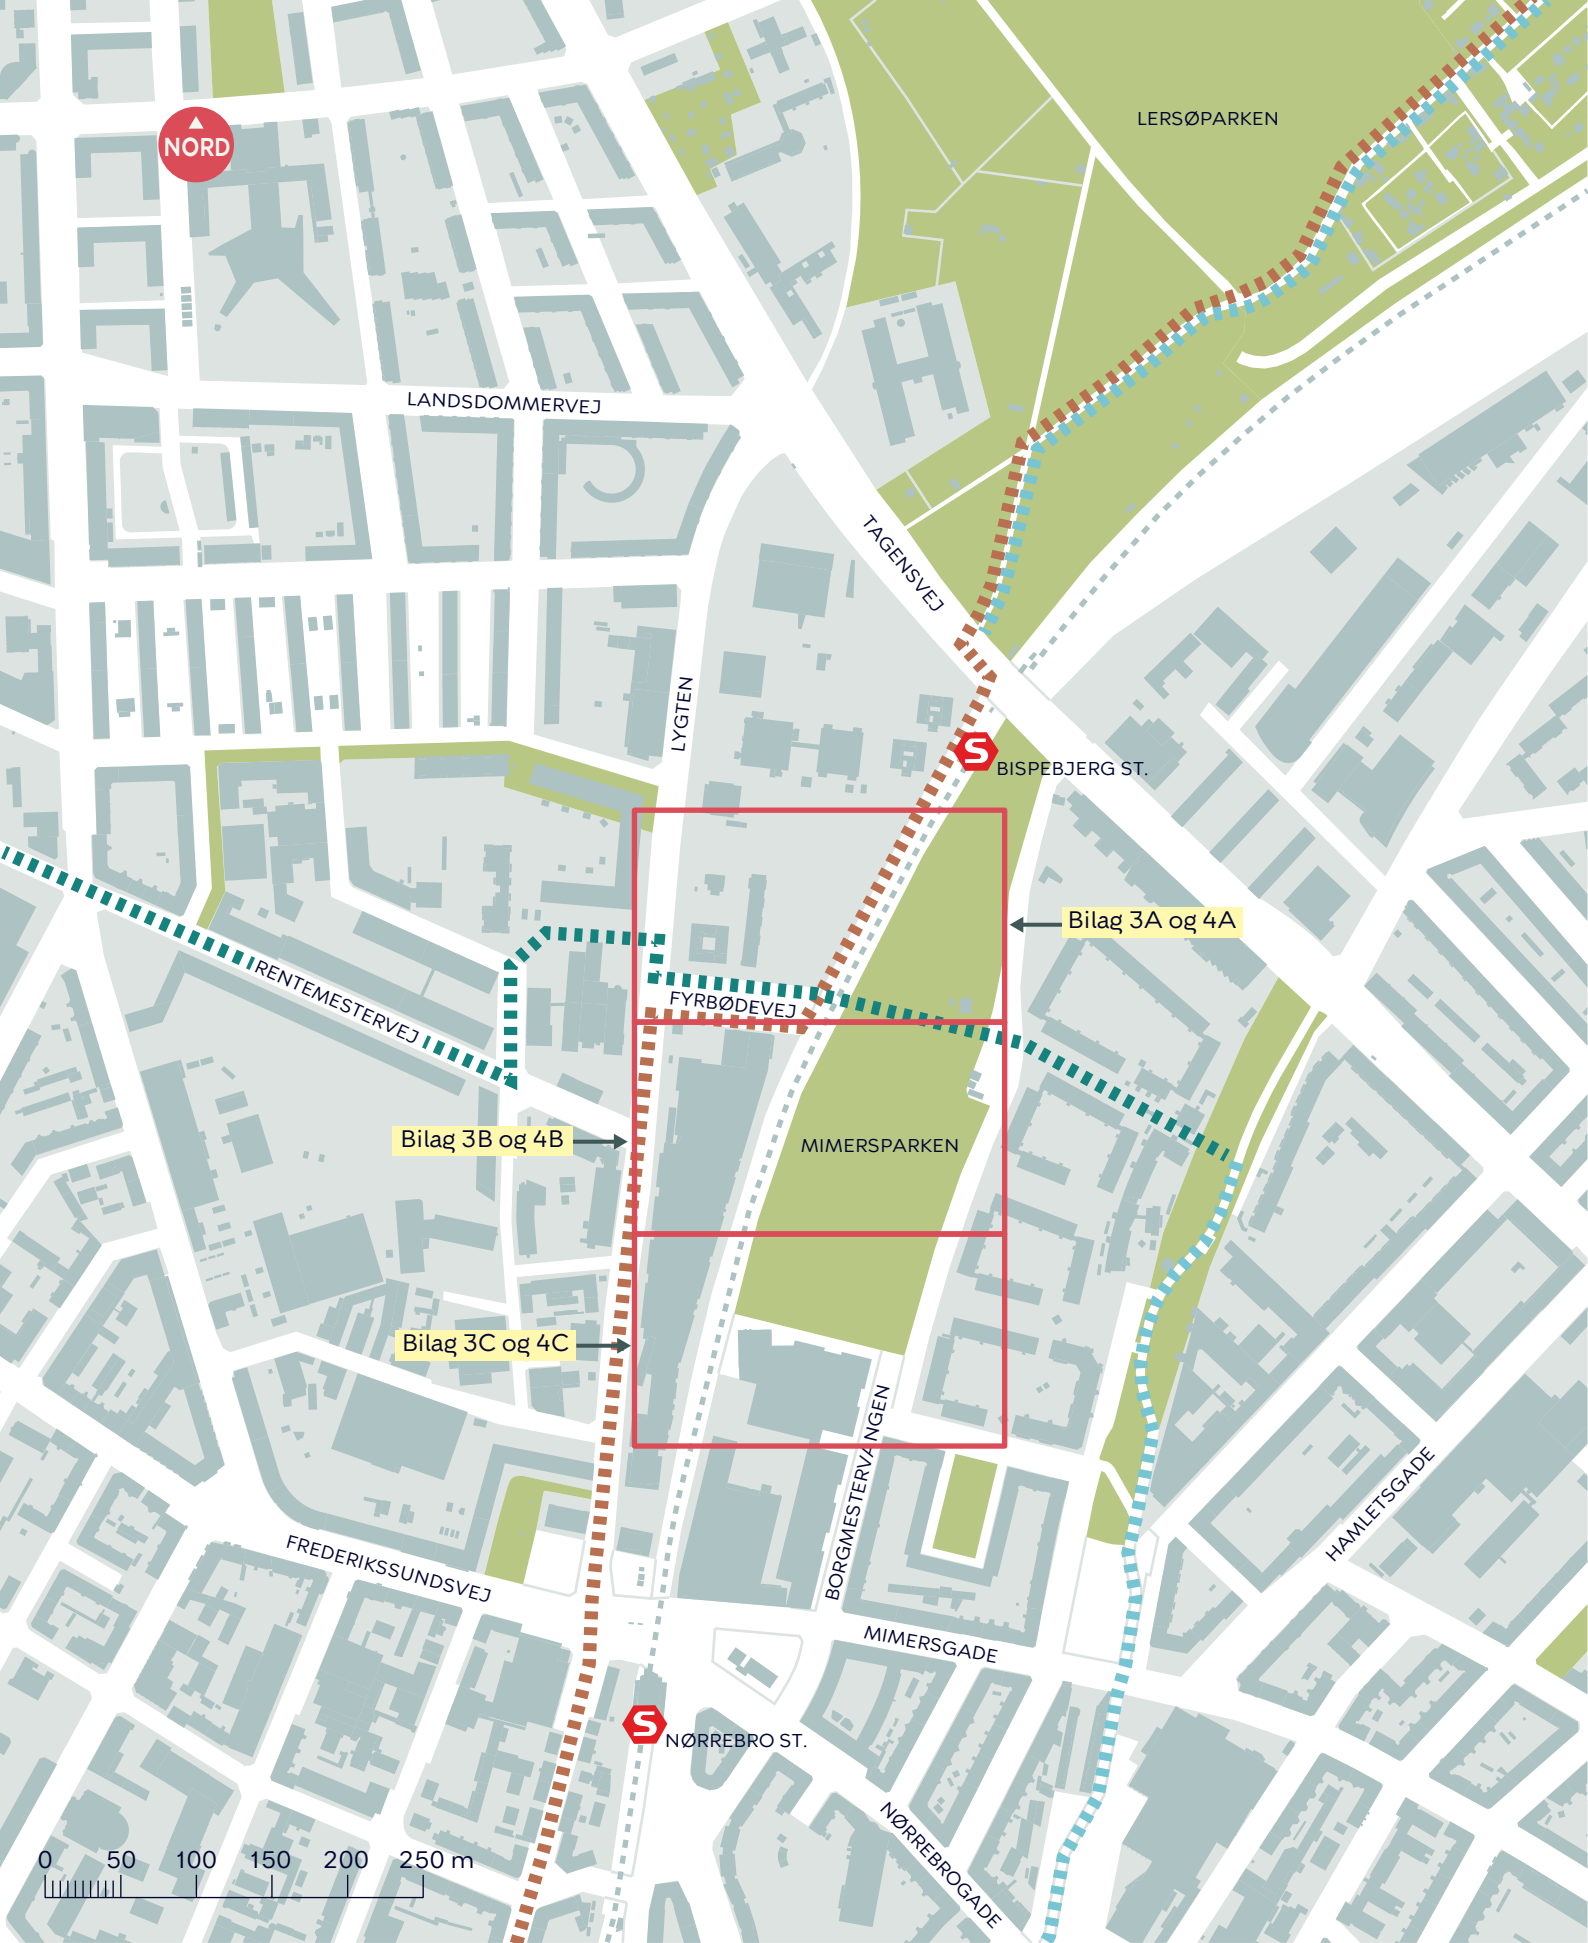 LERSØPARKEN
NORD
LANDSDOMMERVEJ
TAGENSVEJ
LYGTEN
S
BISPEBJERG ST.
Bilag 3A og 4A
RENTEMESTERVEJ
FYRBØDEVEJ
Bilag 3B og 4B
MIMERSPARKEN
Bilag 3C og 4C
BORGMESTERVANGEN
HAMLETSGADE
FREDERIKSSUNDSVEJ
MIMERSGADE
S
NØRREBRO ST.
NØRREBROGADE
0 50 100 150 200 250 m